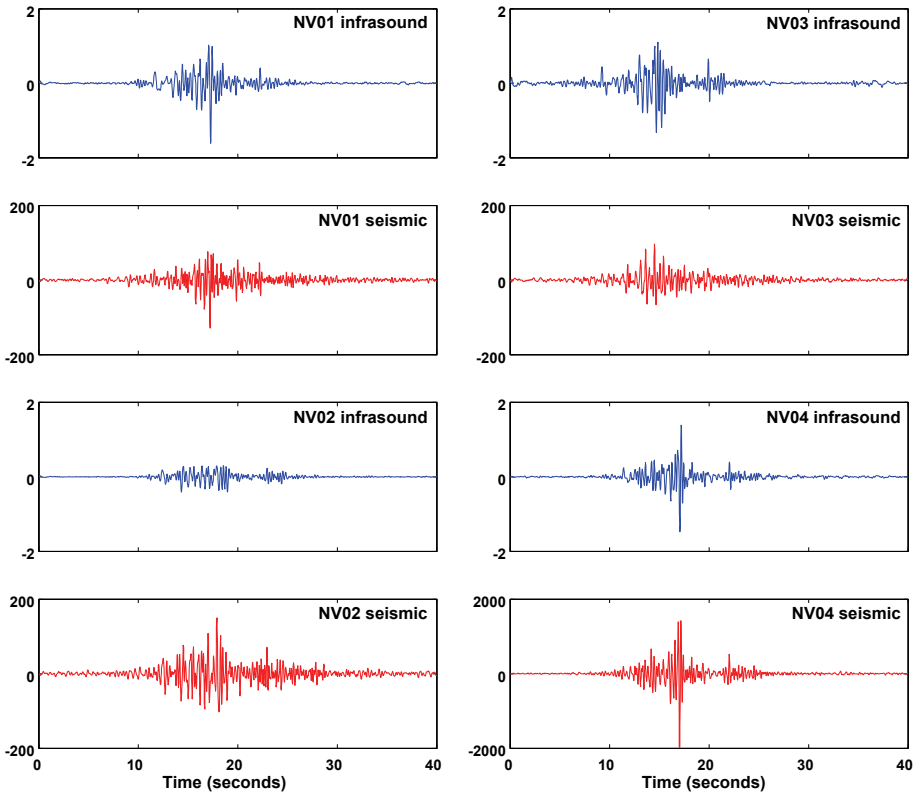 2
NV01 infrasound
0
-2
2
NV03 infrasound
0
-2
200
NV01 seismic
0
-200
200
NV03 seismic
0
-200
2
NV02 infrasound
0
-2
2
NV04 infrasound
0
-2
200
NV02 seismic
0
-200
0 10 20 30 40
Time (seconds)
2000
NV04 seismic
0
-2000
0 10 20 30 40
Time (seconds)